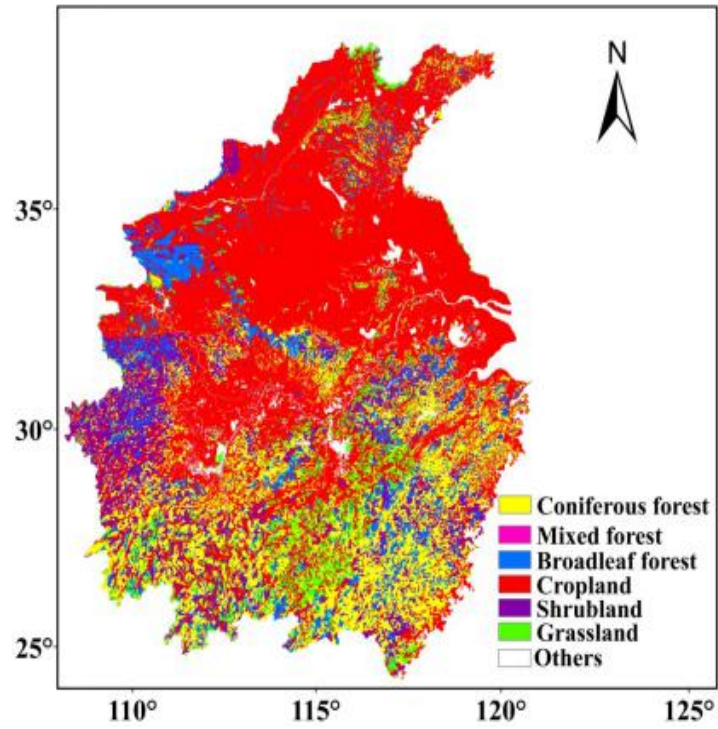 N
35°
30°
25°
Coniferous forest
Mixed forest
Broadleaf forest
Cropland
Shrubland
Grassland
Others
110°
115°
120°
125°